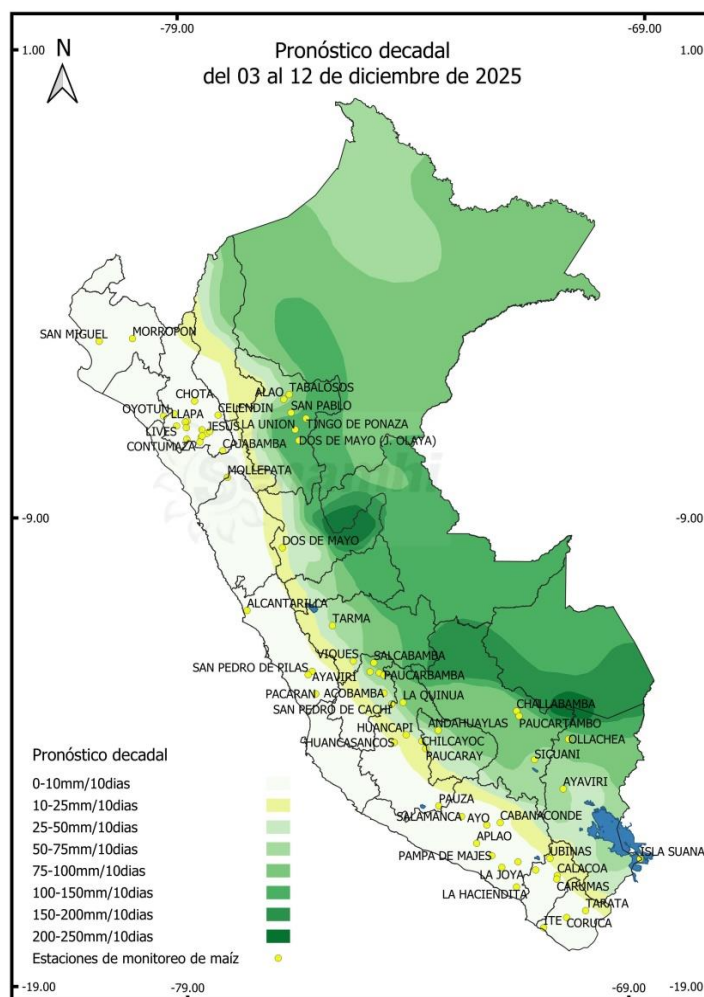 -79.00
-69.00
1.00
1.00
N
Pronóstico decadal
del 03 al 12 de diciembre de 2025
SAN MIGUEL
MORROPON
CHOTA
ALAO
TABALOSOS
OYOTUN
LLAPA
CELENDIN
SAN PABLO
LIVES
JESUS
LA UNION
TINGO DE PONAZA
CONTUMAZA
CAJABAMBA
DOS DE MAYO (J. OLAYA)
MOLLEPATA
Senamhi
-9.00
-9.00
DOS DE MAYO
ALCANTARILLA
TARMA
VIQUES
SALCABAMBA
SAN PEDRO DE PILAS
AYAVIRI
PAUCARBAMBA
PACARAN
ACOBAMBA
LA QUINUA
SAN PEDRO DE CACHI
CHALLABAMBA
PAUCARTAMBO
HUANCAPI
ANDAHUAYLAS
HUANCASANCOS
CHILCAYOC
OLLACHEA
PAUCARAY
SIGUANI
AYAVIRI
PAUZA
SALAMANCA
AYO
CABANACONDE
APLAO
PAMPA DE MAJES
UBINAS
ISLA SUANA
LA JOYA
CALACOA
LA HACIENDITA
CARUMAS
TARATA
ITE
CORUCA
Pronóstico decadal
0-10mm/10dias
10-25mm/10dias
25-50mm/10dias
50-75mm/10dias
75-100mm/10dias
100-150mm/10dias
150-200mm/10dias
200-250mm/10dias
Estaciones de monitoreo de maíz
-19.00
-19.00
-79.00
-69.00